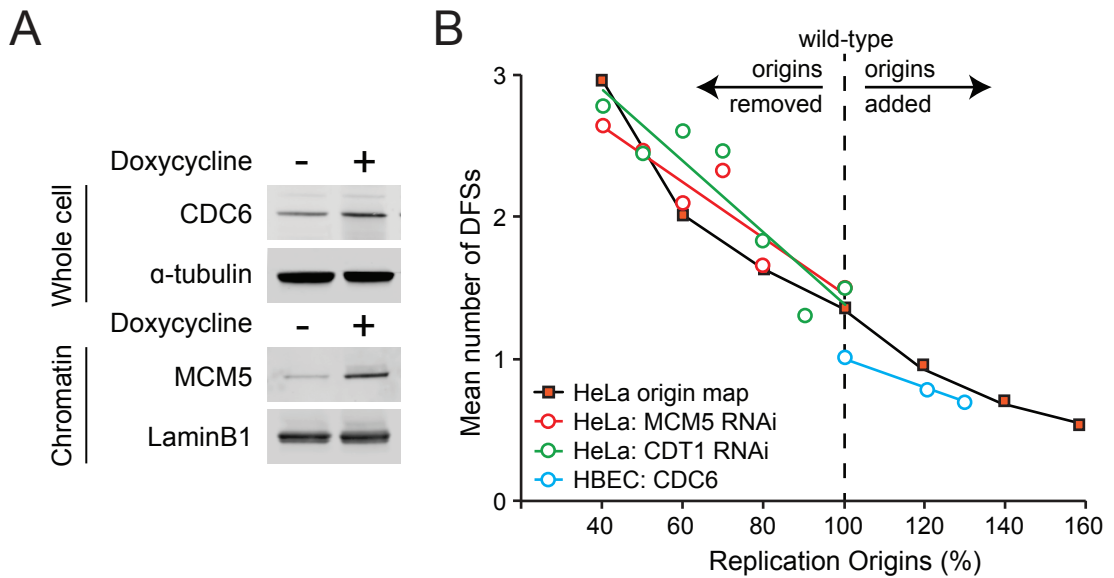 A
Doxycycline - +
Whole cell
CDC6
α-tubulin
Doxycycline - +
Chromatin
MCM5
LaminB1
B
wild-type
origins removed
origins added
Mean number of DFSs
3
2
1
0
HeLa origin map
HeLa: MCM5 RNAi
HeLa: CDT1 RNAi
HBEC: CDC6
40 60 80 100 120 140 160
Replication Origins (%)